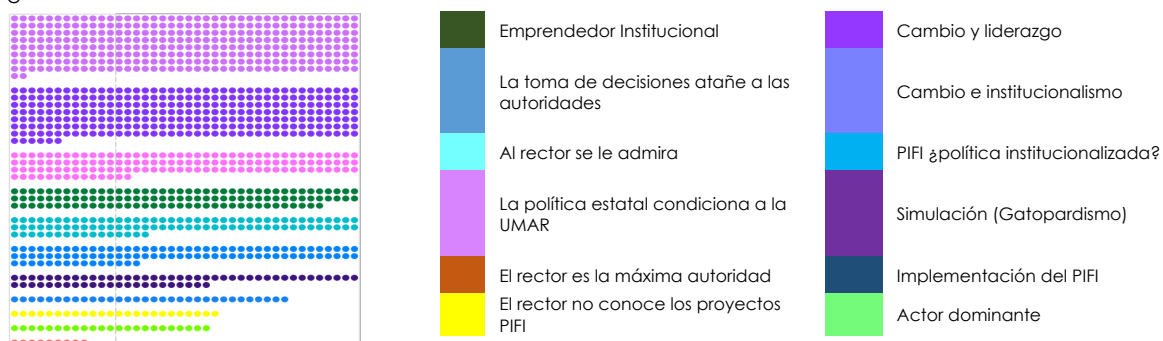 Emprendedor Institucional
La toma de decisiones atañe a las
autoridades
Al rector se le admira
La política estatal condiciona a la
UMAR
El rector es la máxima autoridad
El rector no conoce los proyectos
PIFI
Cambio y liderazgo
Cambio e institucionalismo
PIFI ¿política institucionalizada?
Simulación (Gatopardismo)
Implementación del PIFI
Actor dominante